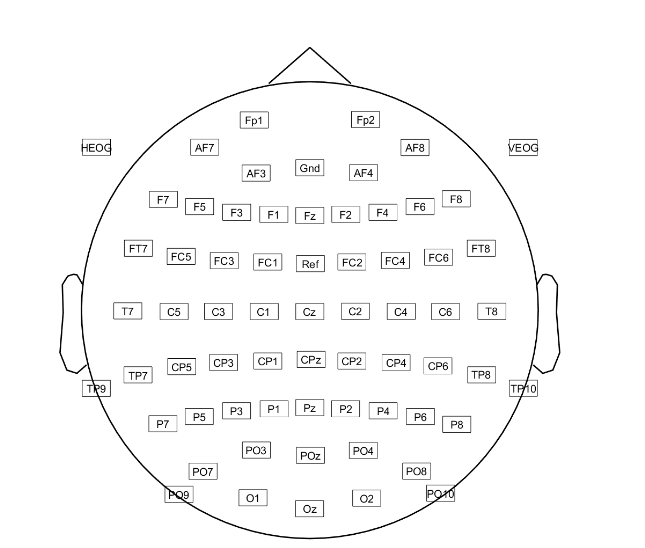 Fp1 Fp2
HEOG AF7 AF8 VEOG
AF3 Gnd AF4
F7 F5 F3 F1 Fz F2 F4 F6 F8
FT7 FC5 FC3 FC1 Ref FC2 FC4 FC6 FT8
T7 C5 C3 C1 Cz C2 C4 C6 T8
TP9 TP7 CP5 CP3 CP1 CPz CP2 CP4 CP6 TP8 TP10
P7 P5 P3 P1 Pz P2 P4 P6 P8
PO3 POz PO4
PO7 PO8
PO9 O1 Oz O2 PO10